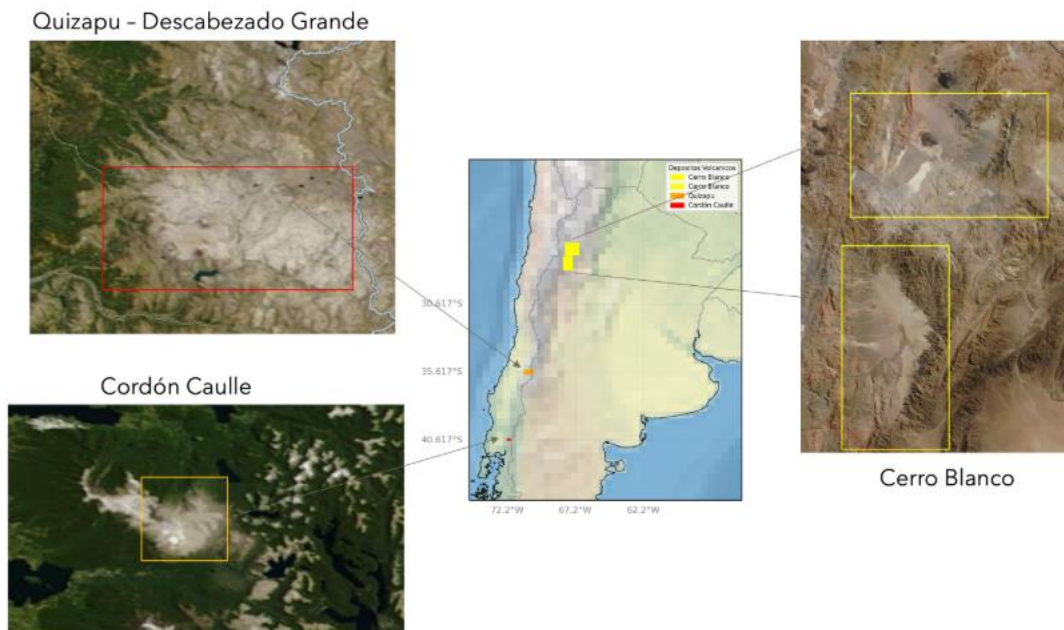 Quizapu – Descabezado Grande
Depositos Volcanicos
Cerro Blanco
Cerro Blanco
Quizapu
Cordón Caulle
30.617°S
35.617°S
40.617°S
72.2°W 67.2°W 62.2°W
Cordón Caulle
Cerro Blanco